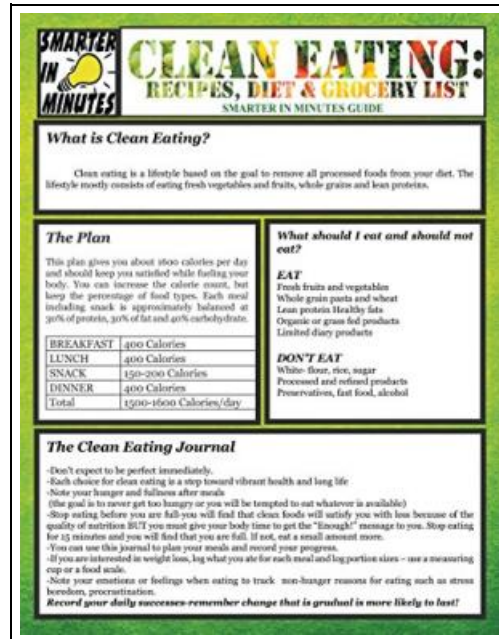 SMARTER
IN
MINUTES
CLEAN EATING:
RECIPES, DIET & GROCERY LIST
SMARTER IN MINUTES GUIDE
What is Clean Eating?
Clean eating is a lifestyle based on the goal to remove all processed foods from your diet. The
lifestyle mostly consists of eating fresh vegetables and fruits, whole grains and lean proteins.
The Plan
This plan gives you about 1600 calories per day
and should keep you satisfied while fueling your
body. You can increase the calorie count, but
keep the percentage of food types. Each meal
including snack is approximately balanced at
30% of protein, 30% of fat and 40% carbohydrate.
BREAKFAST 400 Calories
LUNCH 400 Calories
SNACK 150-200 Calories
DINNER 400 Calories
Total 1500-1600 Calories/day
What should I eat and should not
eat?
EAT
Fresh fruits and vegetables
Whole grain pasta and wheat
Lean protein Healthy fats
Organic or grass fed products
Limited diary products
DON'T EAT
White- flour, rice, sugar
Processed and refined products
Preservatives, fast food, alcohol
The Clean Eating Journal
-Don't expect to be perfect immediately.
-Each choice for clean eating is a step toward vibrant health and long life
-Note your hunger and fullness after meals
(the goal is to never get too hungry or you will be tempted to eat whatever is available)
-Stop eating before you are full-you will find that clean foods will satisfy you with less because of the
quality of nutrition BUT you must give your body time to get the "Enough!" message to you. Stop eating
for 15 minutes and you will find that you are full. If not, eat a small amount more.
-You can use this journal to plan your meals and record your progress.
-If you are interested in weight loss, log what you ate for each meal and log portion sizes – use a measuring
cup or a food scale.
-Note your emotions or feelings when eating to track non-hunger reasons for eating such as stress
boredom, procrastination.
Record your daily successes-remember change that is gradual is more likely to last!